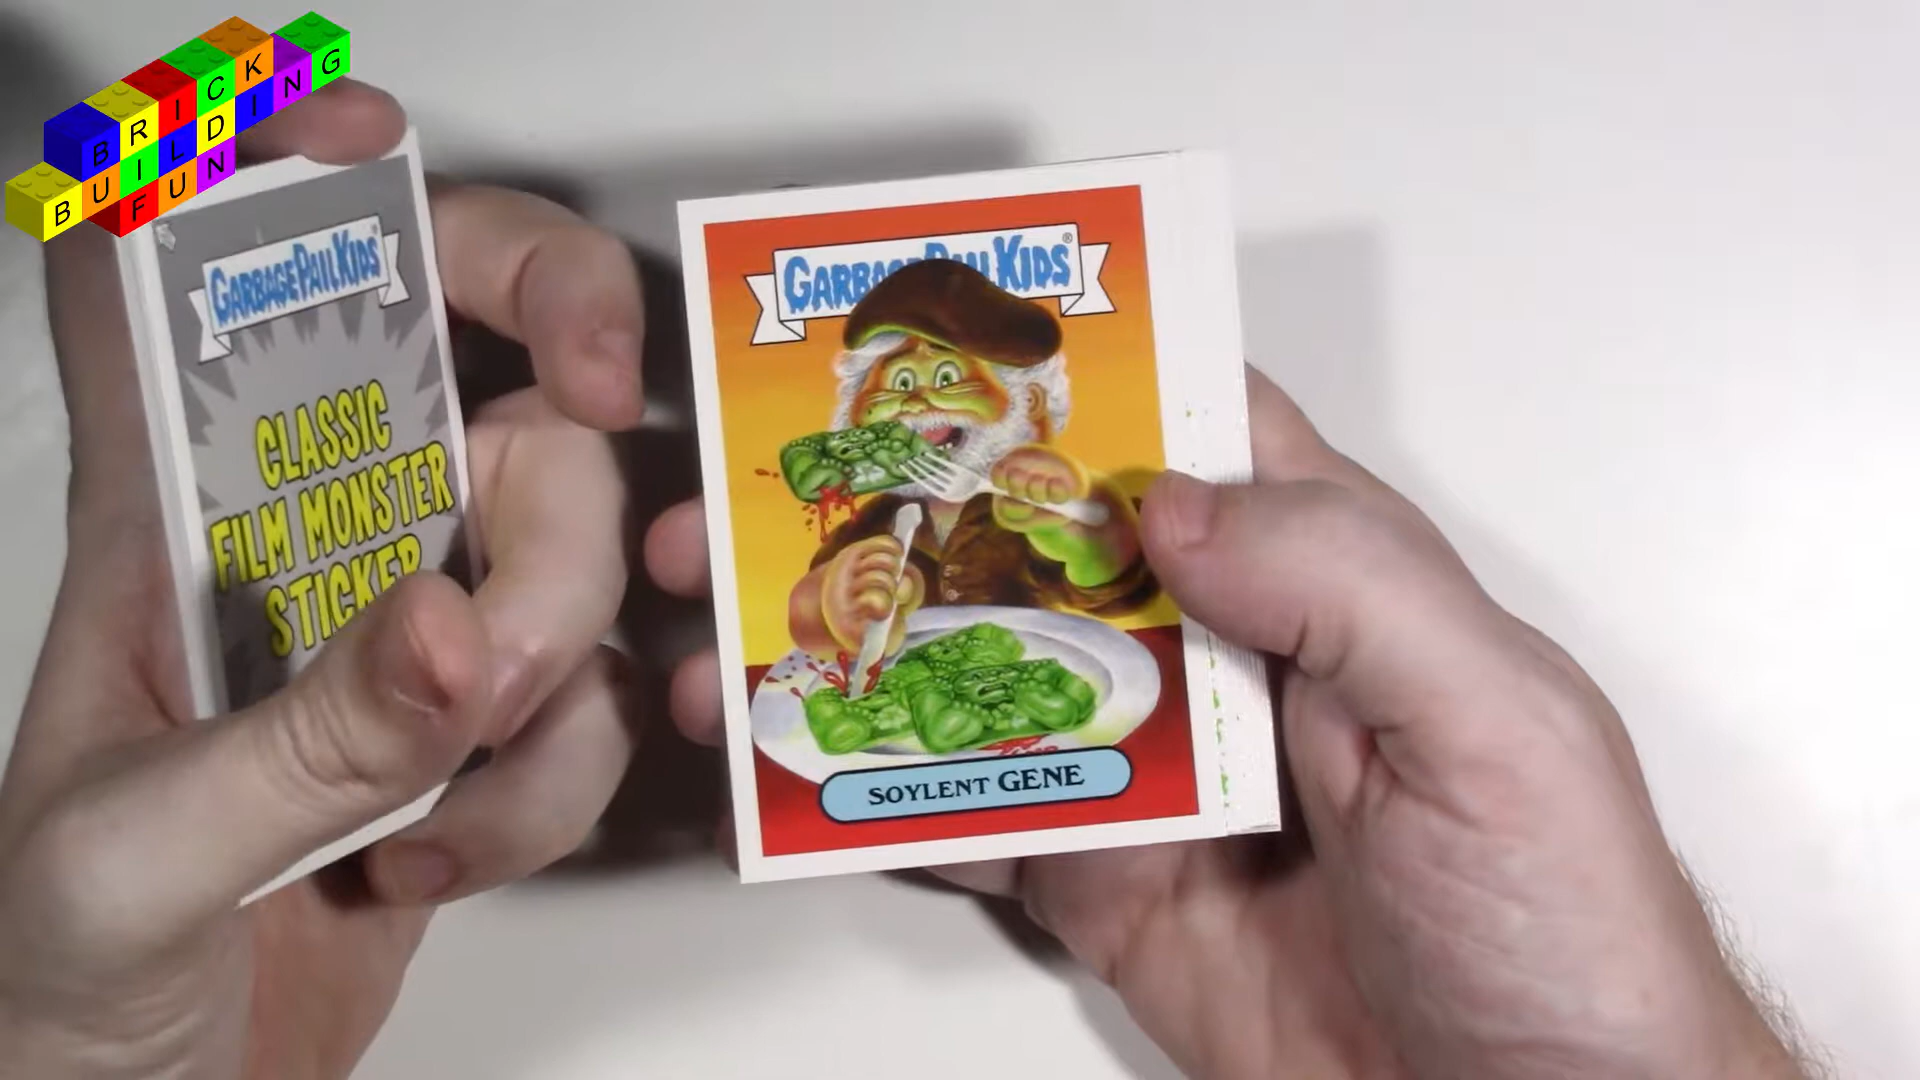 BRICK
BUILDING
FUN
GARBAGE PAIL KIDS
CLASSIC
FILM MONSTER
STICKER
GARBAGE PAIL KIDS®
SOYLENT GENE